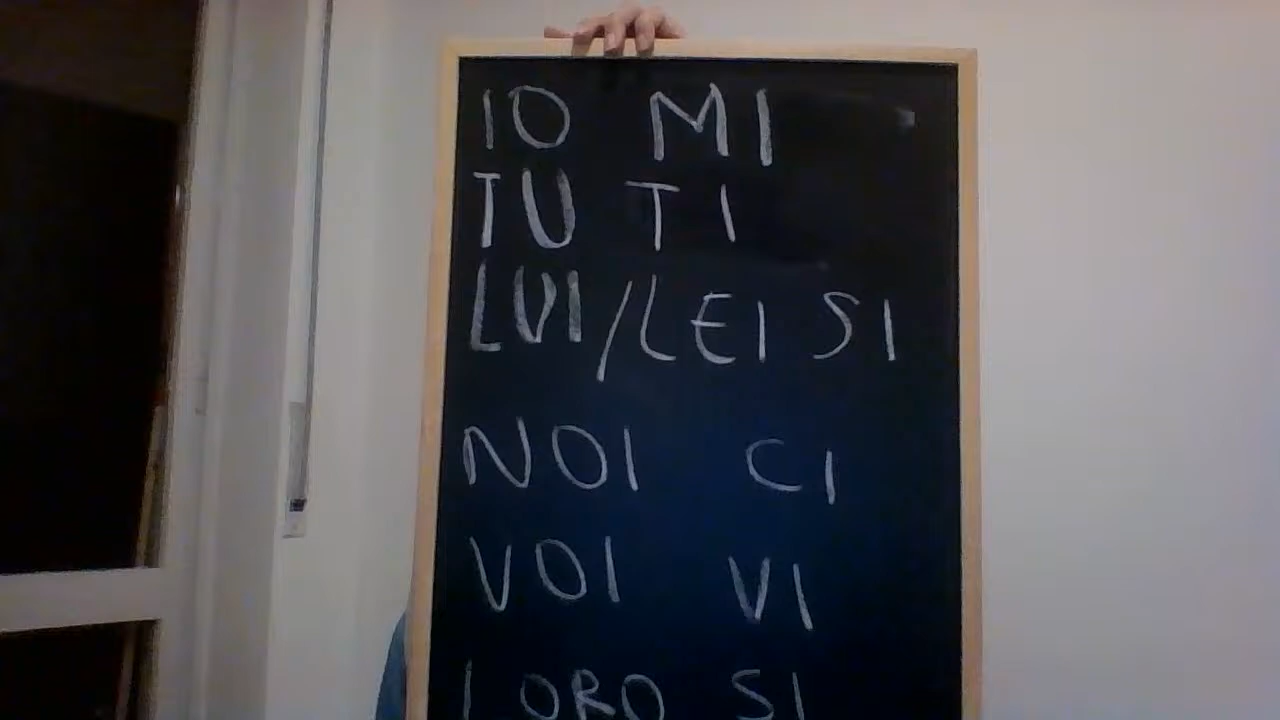 IO MI
TU TI
LUI/LEI SI
NOI CI
VOI VI
LORO SI